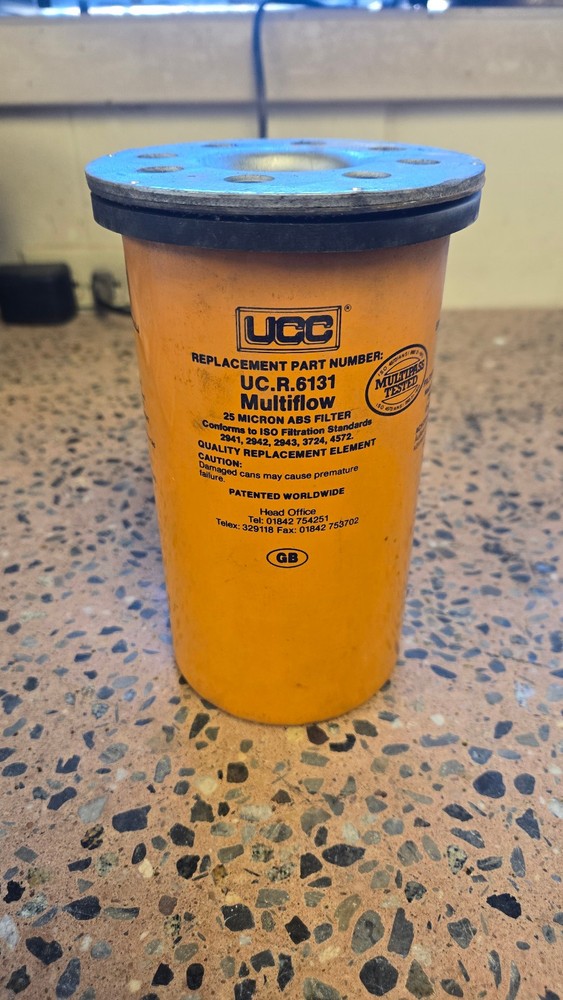 UCC®
REPLACEMENT PART NUMBER:
UC.R.6131
Multiflow
25 MICRON ABS FILTER
Conforms to ISO Filtration Standards
2941, 2942, 2943, 3724, 4572.
QUALITY REPLACEMENT ELEMENT
CAUTION:
Damaged cans may cause premature
failure.
PATENTED WORLDWIDE
Head Office
Tel: 01842 754251
Telex: 329118 Fax: 01842 753702
GB
MULTIPASS
TESTED